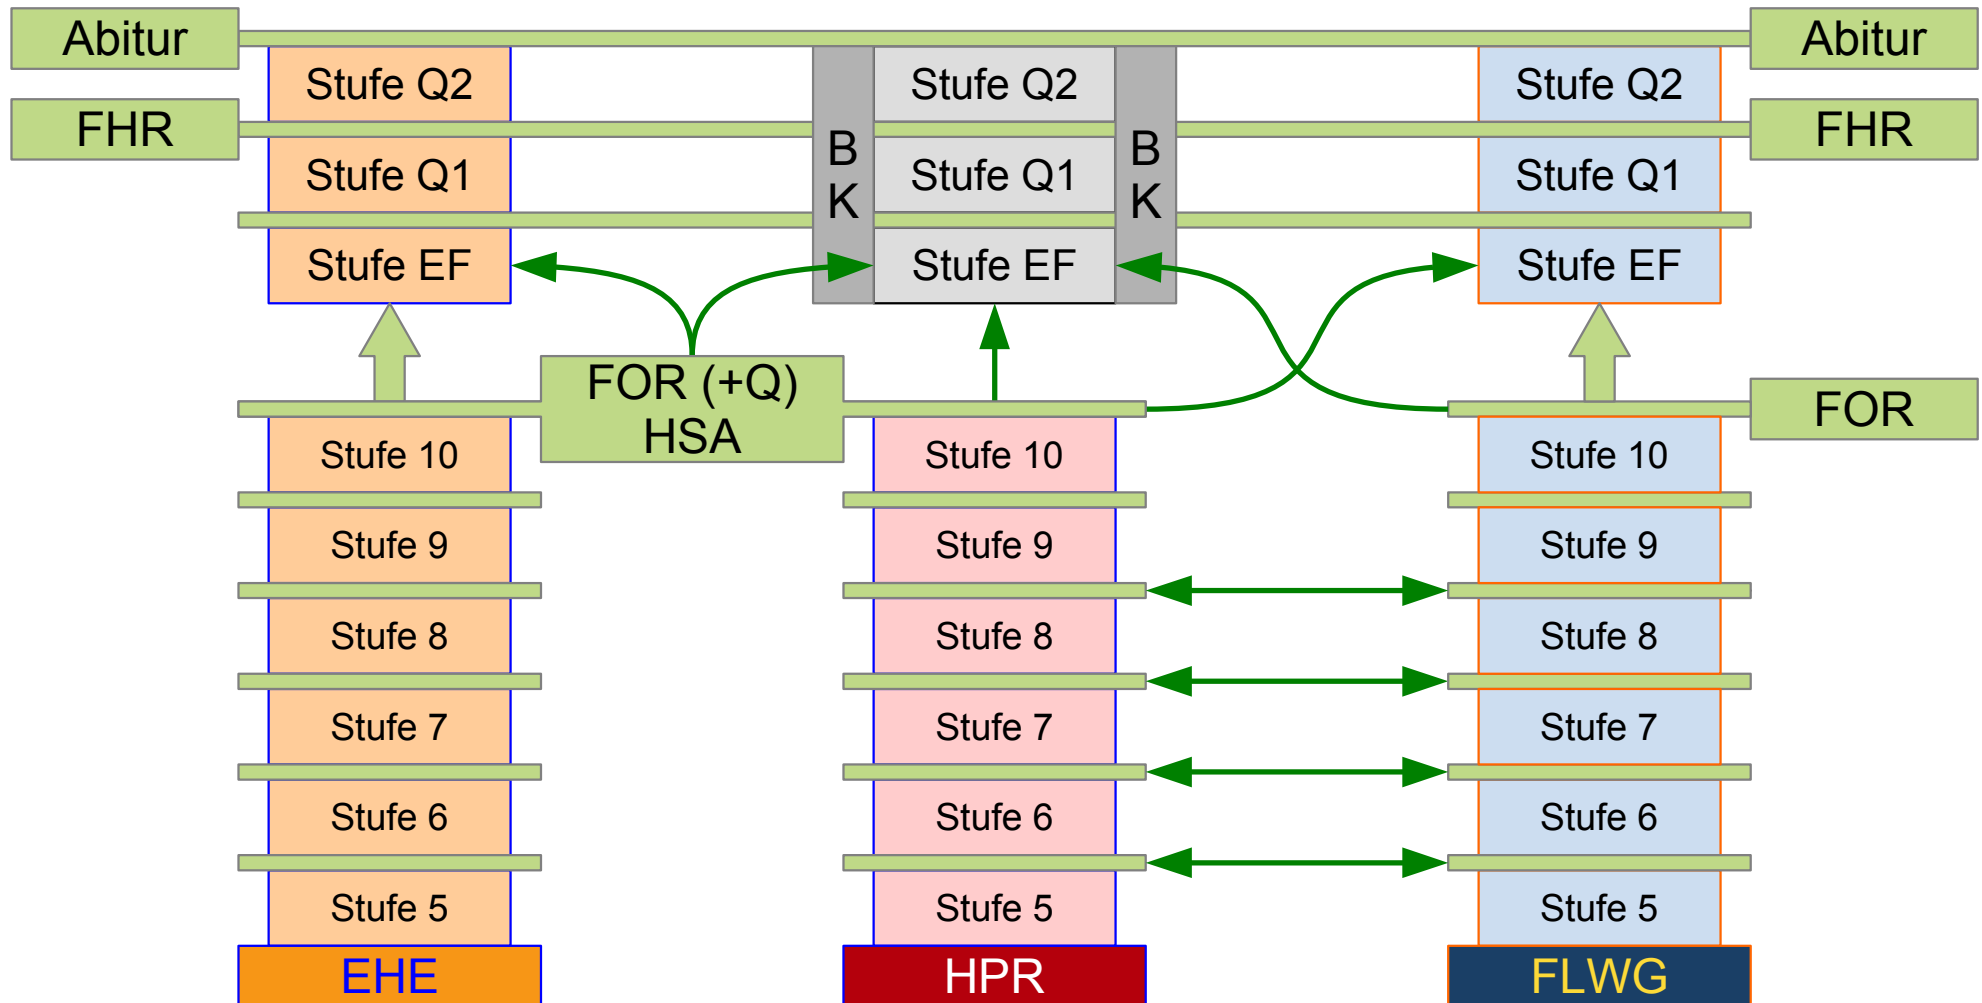 Abitur
Abitur
Stufe Q2
Stufe Q2
Stufe Q2
FHR
FHR
B
K
B
K
Stufe Q1
Stufe Q1
Stufe Q1
Stufe EF
Stufe EF
Stufe EF
FOR (+Q)
HSA
FOR
Stufe 10
Stufe 10
Stufe 10
Stufe 9
Stufe 9
Stufe 9
Stufe 8
Stufe 8
Stufe 8
Stufe 7
Stufe 7
Stufe 7
Stufe 6
Stufe 6
Stufe 6
Stufe 5
Stufe 5
Stufe 5
EHE
HPR
FLWG